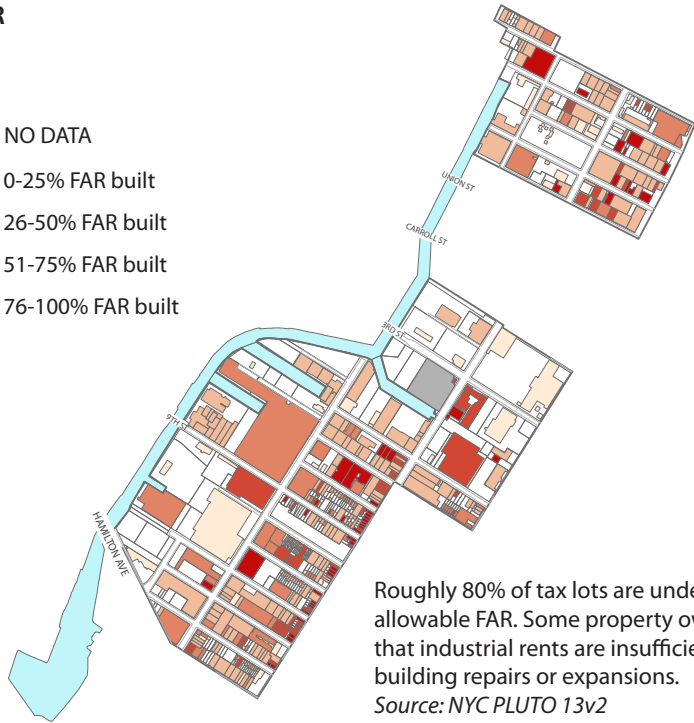 R
NO DATA
0-25% FAR built
26-50% FAR built
51-75% FAR built
76-100% FAR built
UNION ST
CARROLL ST
3RD ST
9TH S
HAMILTON AVE
Roughly 80% of tax lots are unde
allowable FAR. Some property ov
that industrial rents are insufficie
building repairs or expansions.
Source: NYC PLUTO 13v2